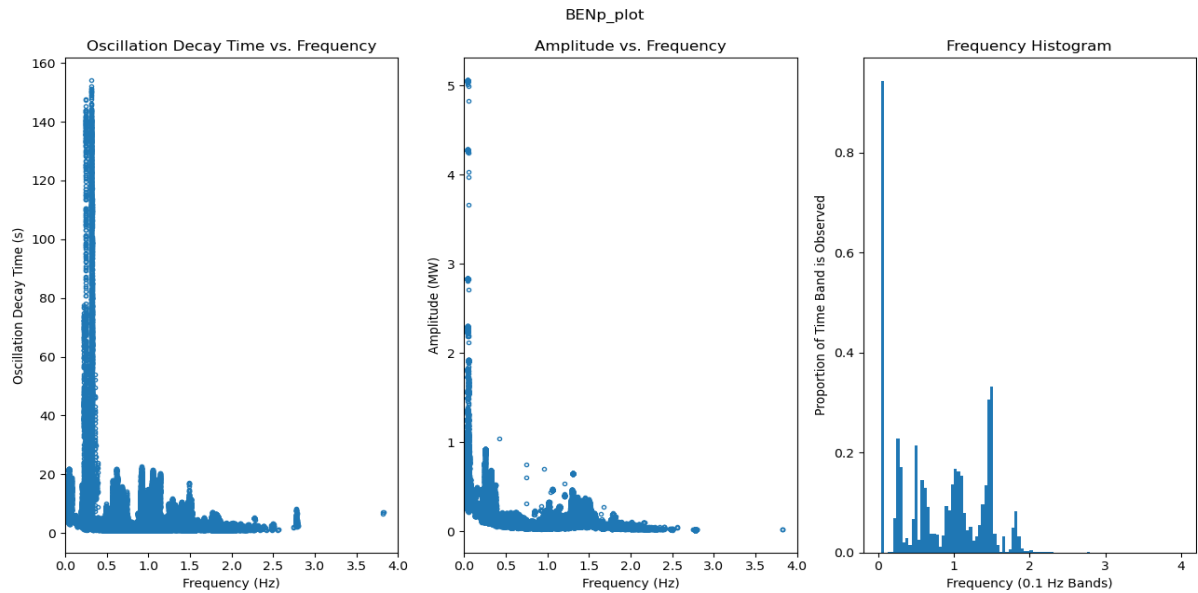 BENp_plot
Oscillation Decay Time vs. Frequency
Oscillation Decay Time (s)
160
140
120
100
80
60
40
20
0
0.0 0.5 1.0 1.5 2.0 2.5 3.0 3.5 4.0
Frequency (Hz)
Amplitude vs. Frequency
Amplitude (MW)
5
4
3
2
1
0
0.0 0.5 1.0 1.5 2.0 2.5 3.0 3.5 4.0
Frequency (Hz)
Frequency Histogram
Proportion of Time Band is Observed
0.8
0.6
0.4
0.2
0.0
0 1 2 3 4
Frequency (0.1 Hz Bands)